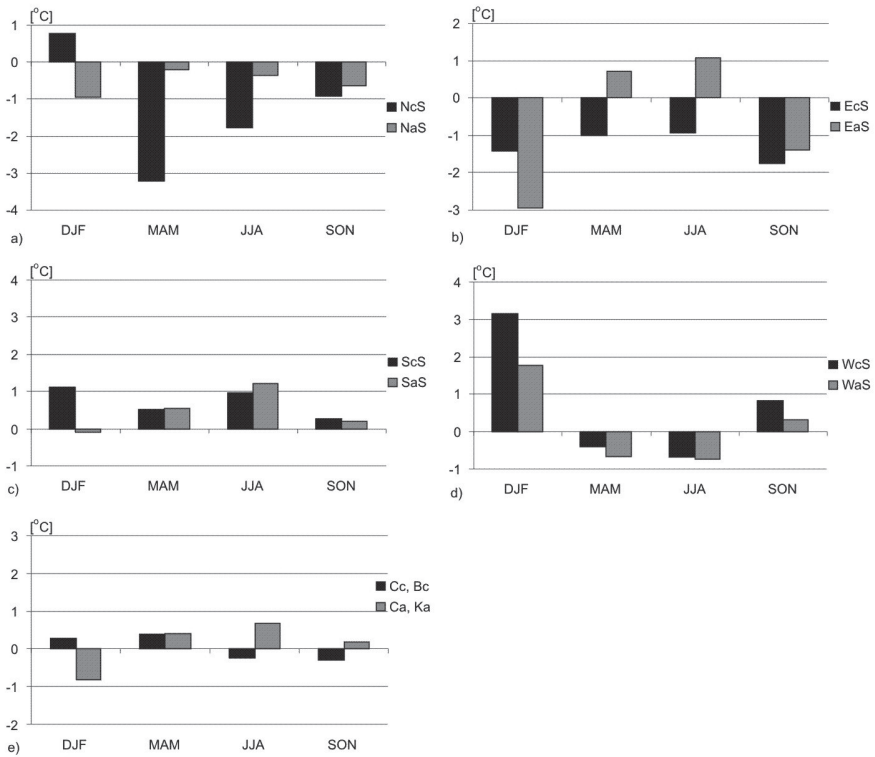 [°C]
1
0
-1
-2
-3
-4
DJF MAM JJA SON
NcS
NaS
a)
[°C]
2
1
0
-1
-2
-3
DJF MAM JJA SON
EcS
EaS
b)
[°C]
4
3
2
1
0
-1
DJF MAM JJA SON
ScS
SaS
c)
[°C]
4
3
2
1
0
-1
DJF MAM JJA SON
WcS
WaS
d)
[°C]
3
2
1
0
-1
-2
DJF MAM JJA SON
Cc, Bc
Ca, Ka
e)